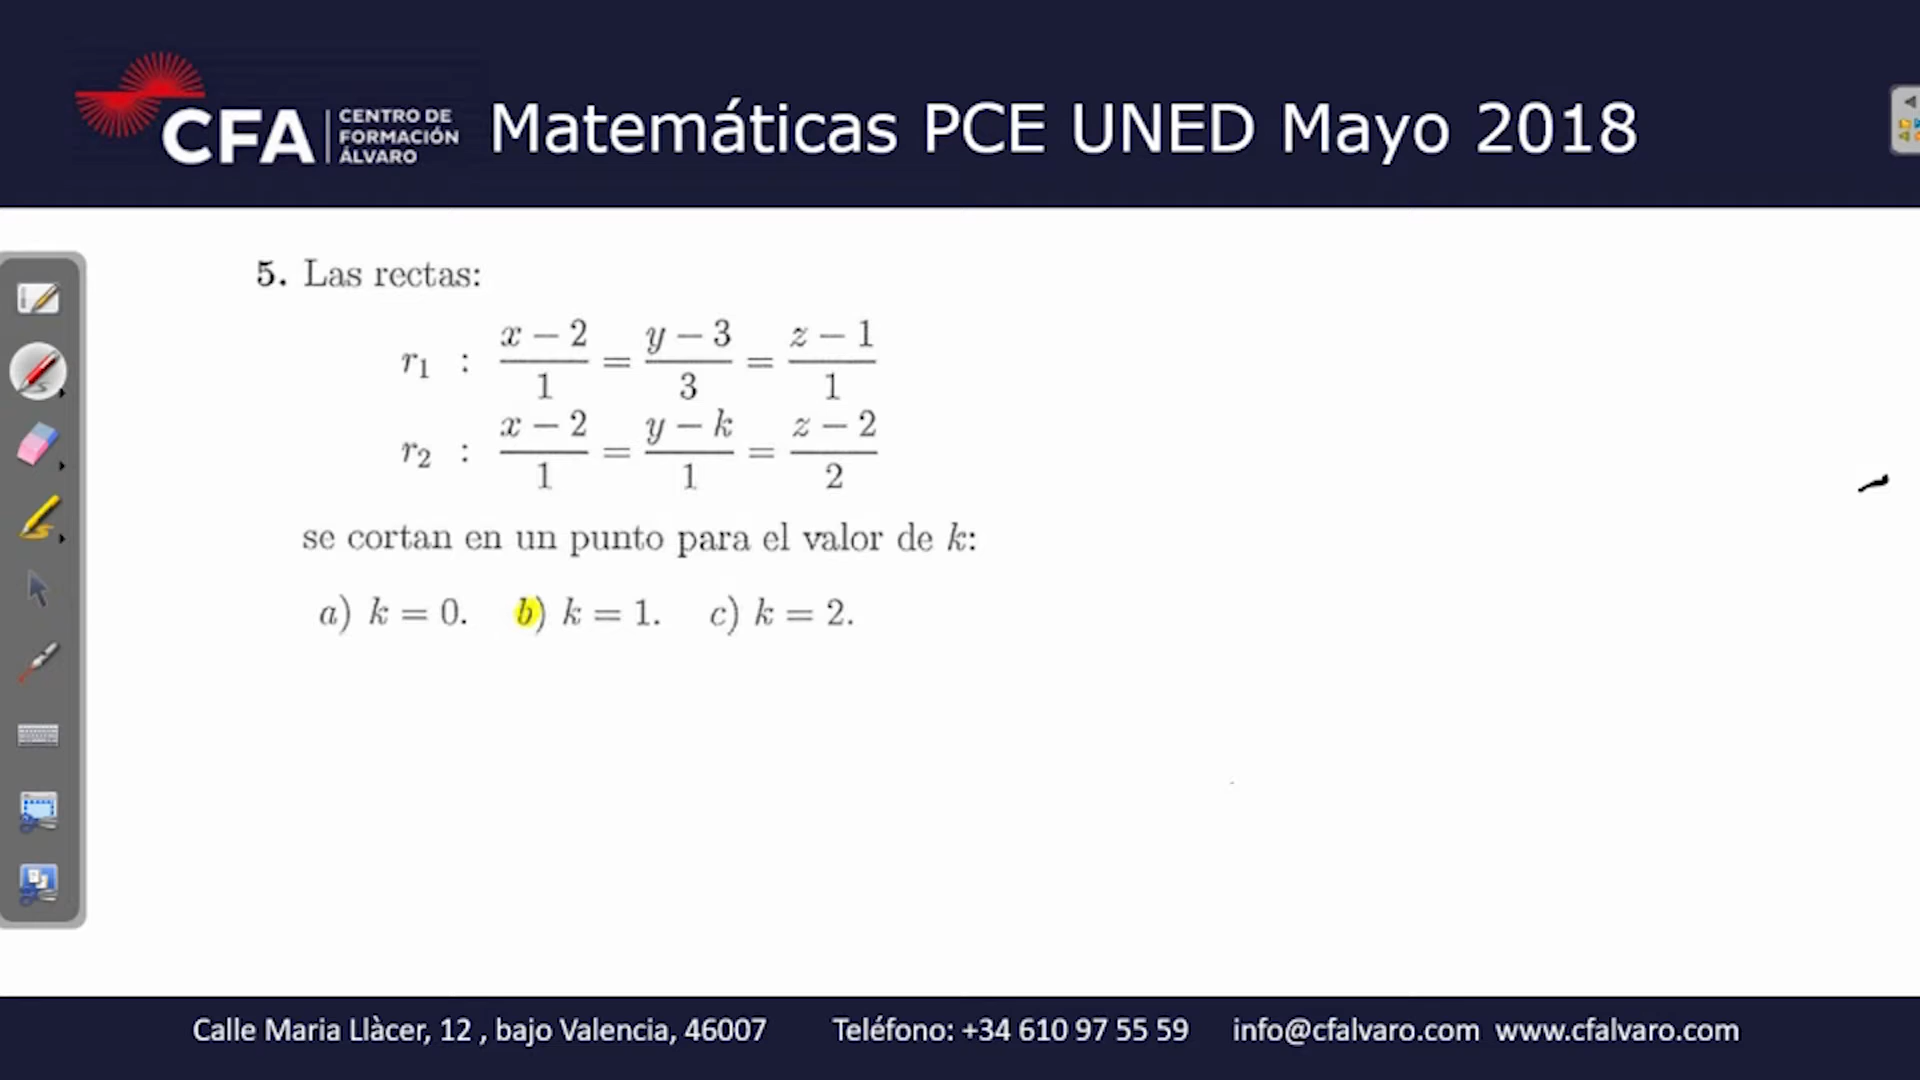 CFA
CENTRO DE
FORMACIÓN
ÁLVARO
Matemáticas PCE UNED Mayo 2018
5. Las rectas:
r₁ : (x − 2)/1 = (y − 3)/3 = (z − 1)/1
r₂ : (x − 2)/1 = (y − k)/1 = (z − 2)/2
se cortan en un punto para el valor de k:
a) k = 0. b) k = 1. c) k = 2.
Calle Maria Llàcer, 12 , bajo Valencia, 46007 Teléfono: +34 610 97 55 59 info@cfalvaro.com www.cfalvaro.com